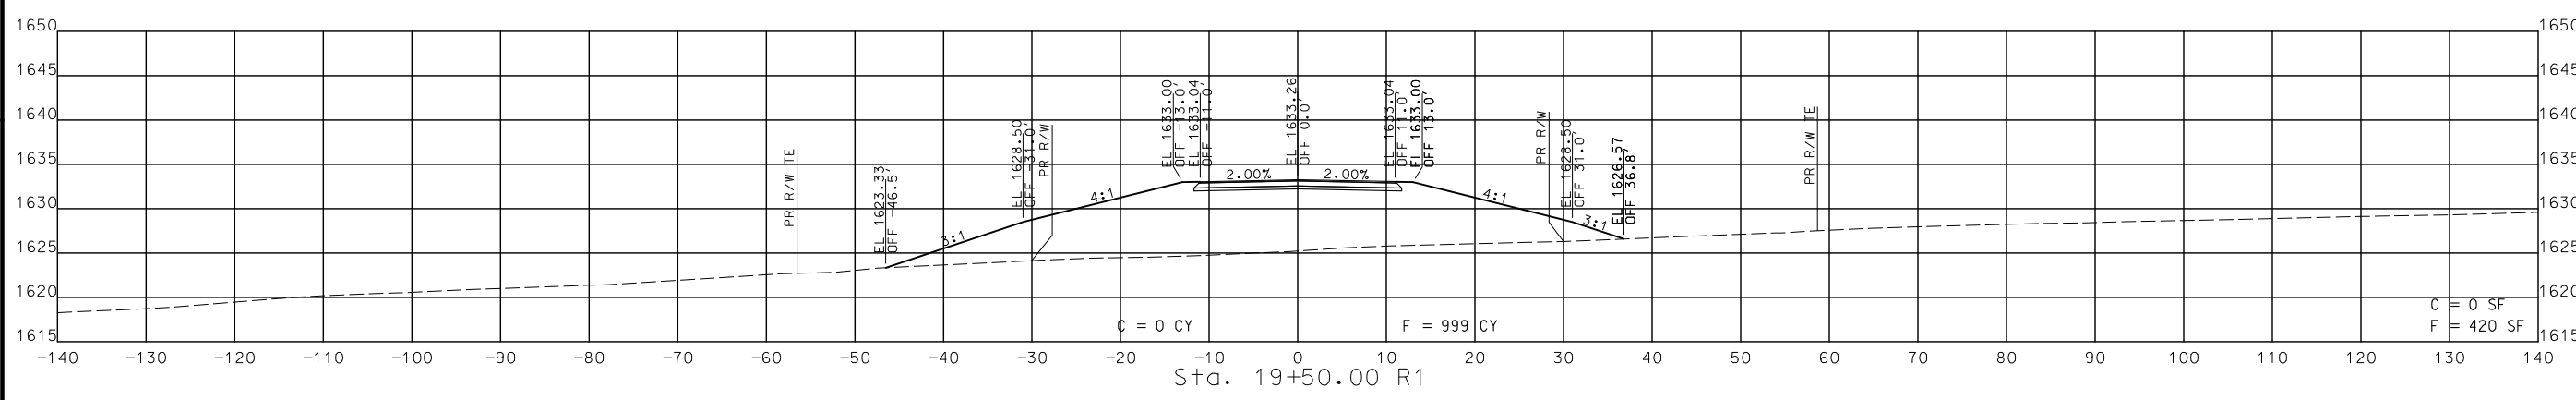 1650 1650
1645 1645
1640 1640
1635 1635
1630 1630
1625 1625
1620 1620
1615 1615
PR R/W TE
EL 1623.33
OFF -46.5'
EL 1628.50
OFF -31.0'
PR R/W
EL 1633.00
OFF -13.0'
EL 1633.04
OFF -11.0'
EL 1633.26
OFF 0.0'
EL 1633.04
OFF 11.0'
EL 1633.00
OFF 13.0'
PR R/W
EL 1628.50
OFF 31.0'
EL 1626.57
OFF 36.8'
PR R/W TE
3:1
4:1
2.00% 2.00%
4:1
3:1
C = 0 CY F = 999 CY
C = 0 SF
F = 420 SF
-140 -130 -120 -110 -100 -90 -80 -70 -60 -50 -40 -30 -20 -10 0 10 20 30 40 50 60 70 80 90 100 110 120 130 140
Sta. 19+50.00 R1